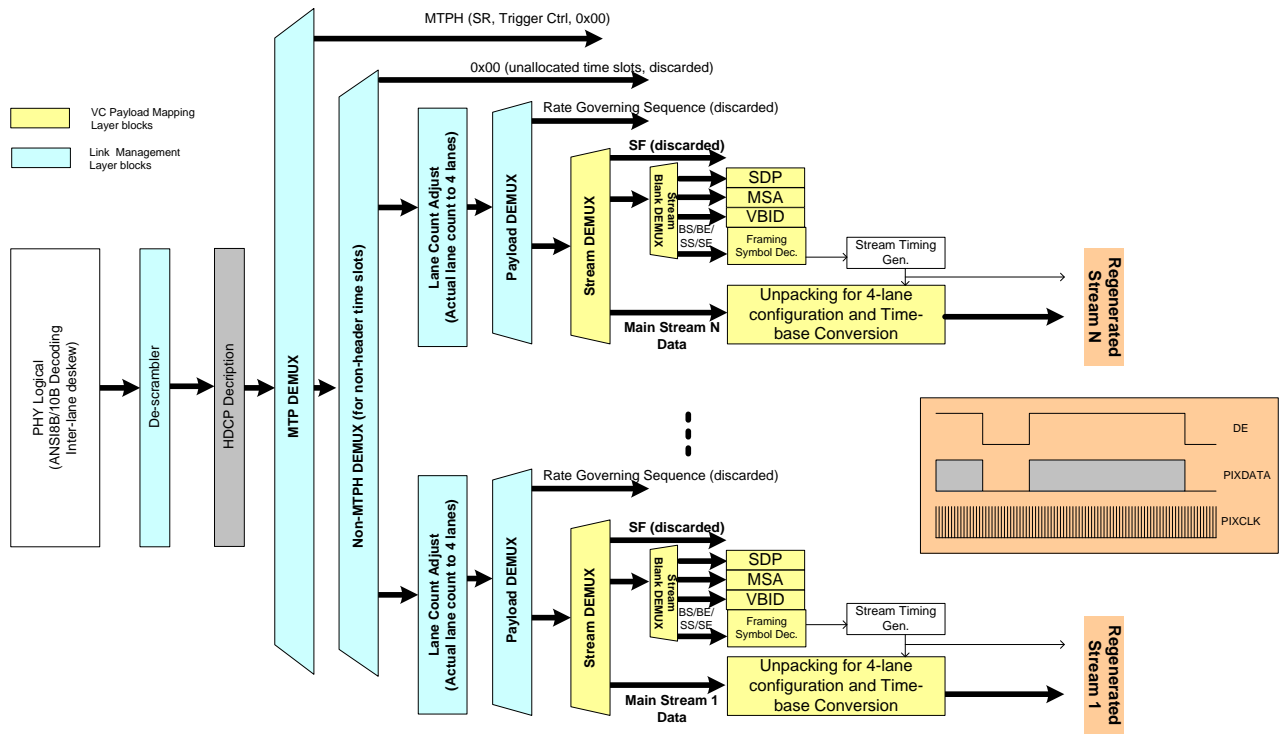 MTPH (SR, Trigger Ctrl, 0x00)
0x00 (unallocated time slots, discarded)
VC Payload Mapping
Layer blocks
Link Management
Layer blocks
PHY Logical
(ANSI8B/10B Decoding
Inter-lane deskew)
De-scrambler
HDCP Decription
MTP DEMUX
Non-MTPH DEMUX (for non-header time slots)
Lane Count Adjust
(Actual lane count to 4 lanes)
Payload DEMUX
Rate Governing Sequence (discarded)
Stream DEMUX
SF (discarded)
Stream
Blank DEMUX
SDP
MSA
VBID
BS/BE/
SS/SE
Framing
Symbol Dec.
Stream Timing
Gen.
Unpacking for 4-lane
configuration and Time-
base Conversion
Main Stream N
Data
Regenerated
Stream N
DE
PIXDATA
PIXCLK
Lane Count Adjust
(Actual lane count to 4 lanes)
Payload DEMUX
Rate Governing Sequence (discarded)
Stream DEMUX
SF (discarded)
Stream
Blank DEMUX
SDP
MSA
VBID
BS/BE/
SS/SE
Framing
Symbol Dec.
Stream Timing
Gen.
Unpacking for 4-lane
configuration and Time-
base Conversion
Main Stream 1
Data
Regenerated
Stream 1